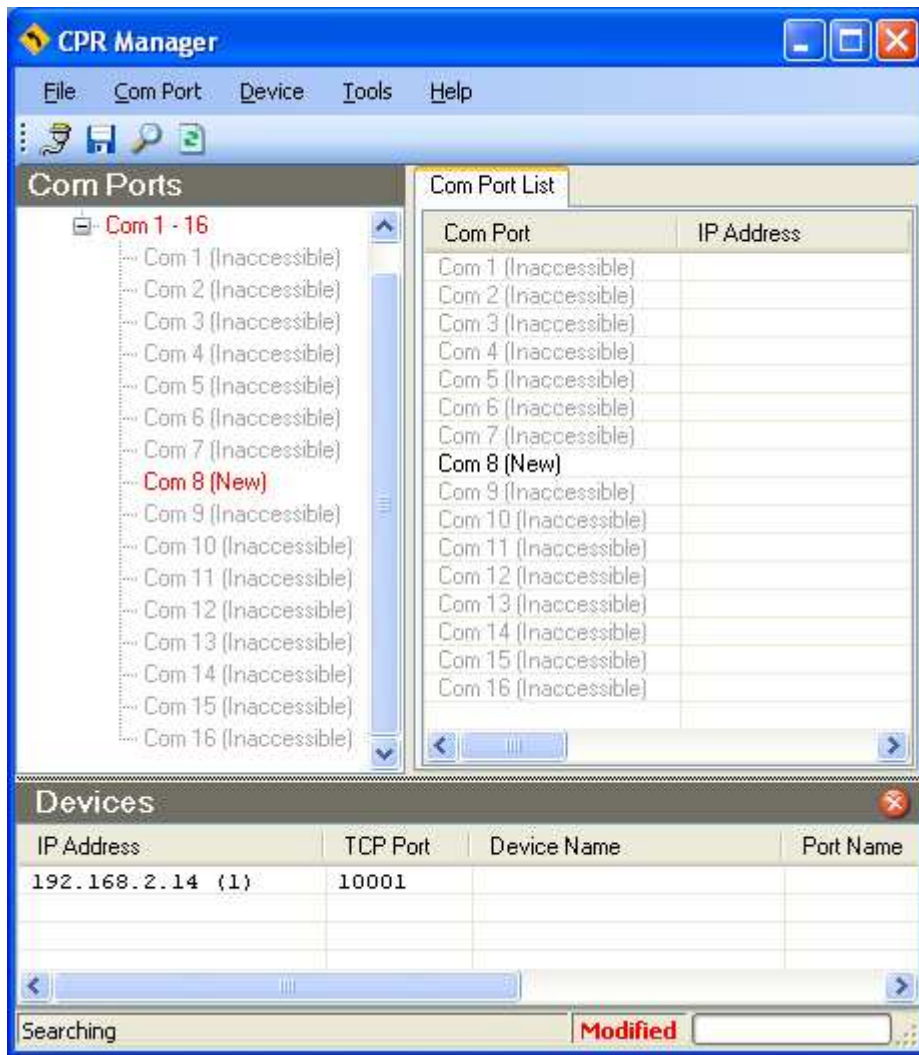 CPR Manager
File Com Port Device Tools Help
Com Ports
Com 1 - 16
Com 1 (Inaccessible)
Com 2 (Inaccessible)
Com 3 (Inaccessible)
Com 4 (Inaccessible)
Com 5 (Inaccessible)
Com 6 (Inaccessible)
Com 7 (Inaccessible)
Com 8 (New)
Com 9 (Inaccessible)
Com 10 (Inaccessible)
Com 11 (Inaccessible)
Com 12 (Inaccessible)
Com 13 (Inaccessible)
Com 14 (Inaccessible)
Com 15 (Inaccessible)
Com 16 (Inaccessible)
Com Port List
Com Port IP Address
Com 1 (Inaccessible)
Com 2 (Inaccessible)
Com 3 (Inaccessible)
Com 4 (Inaccessible)
Com 5 (Inaccessible)
Com 6 (Inaccessible)
Com 7 (Inaccessible)
Com 8 (New)
Com 9 (Inaccessible)
Com 10 (Inaccessible)
Com 11 (Inaccessible)
Com 12 (Inaccessible)
Com 13 (Inaccessible)
Com 14 (Inaccessible)
Com 15 (Inaccessible)
Com 16 (Inaccessible)
Devices
IP Address TCP Port Device Name Port Name
192.168.2.14 (1) 10001
Searching Modified